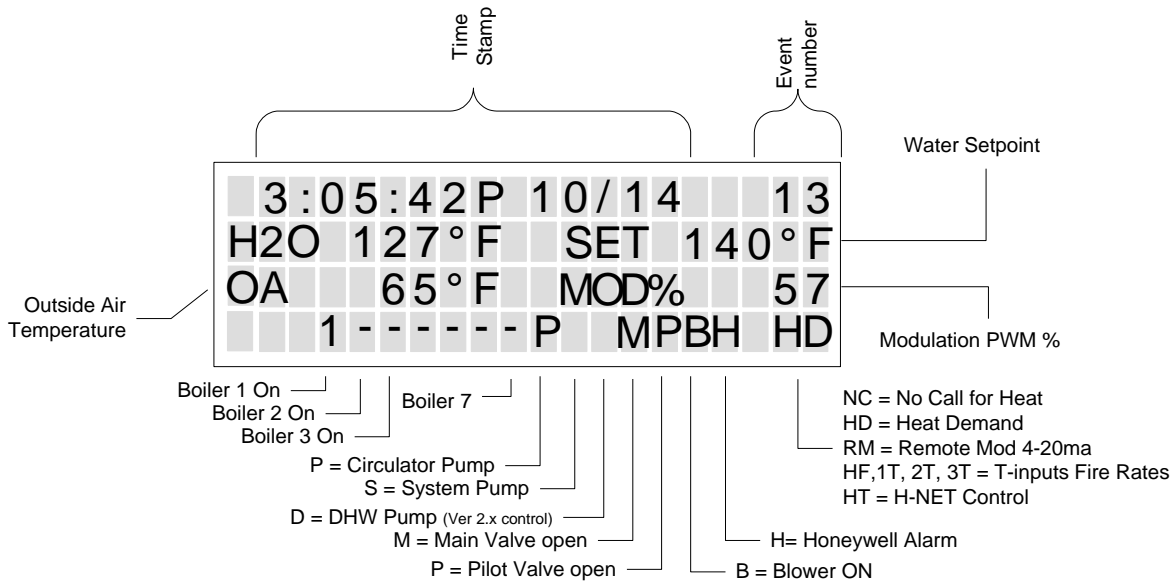 Time
Stamp
Event
number
Water Setpoint
3:05:42P 10/14 13
H2O 127°F SET 140°F
OA 65°F MOD% 57
1------P MPBH HD
Outside Air
Temperature
Modulation PWM %
Boiler 1 On
Boiler 2 On
Boiler 3 On
Boiler 7
P = Circulator Pump
S = System Pump
D = DHW Pump (Ver 2.x control)
M = Main Valve open
P = Pilot Valve open
NC = No Call for Heat
HD = Heat Demand
RM = Remote Mod 4-20ma
HF,1T, 2T, 3T = T-inputs Fire Rates
HT = H-NET Control
H= Honeywell Alarm
B = Blower ON